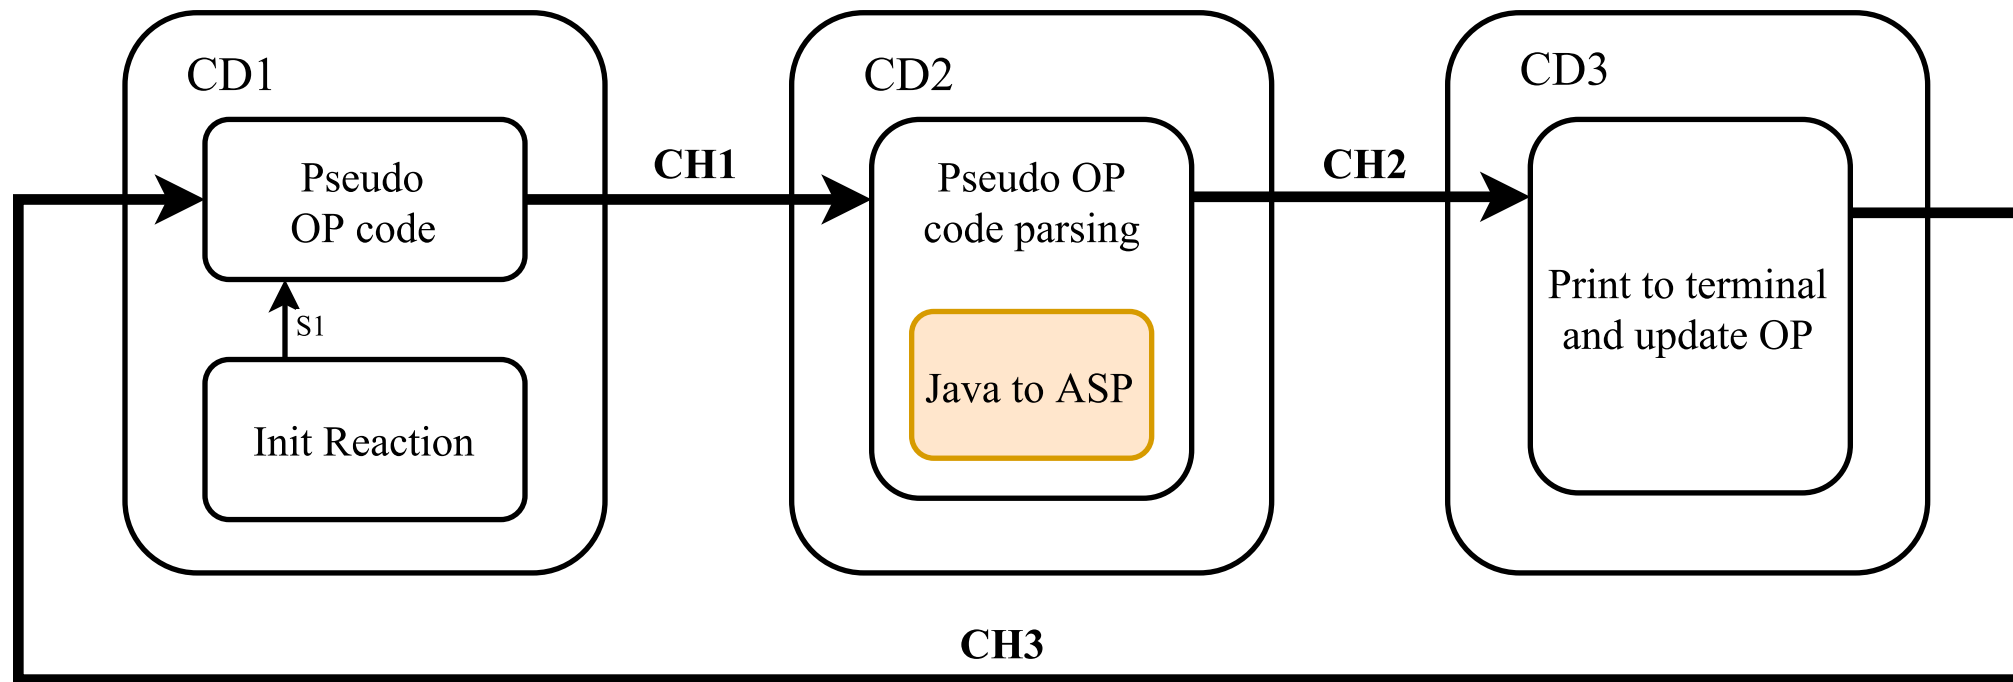 CD1
Pseudo
OP code
S1
Init Reaction
CH1
CD2
Pseudo OP
code parsing
Java to ASP
CH2
CD3
Print to terminal
and update OP
CH3